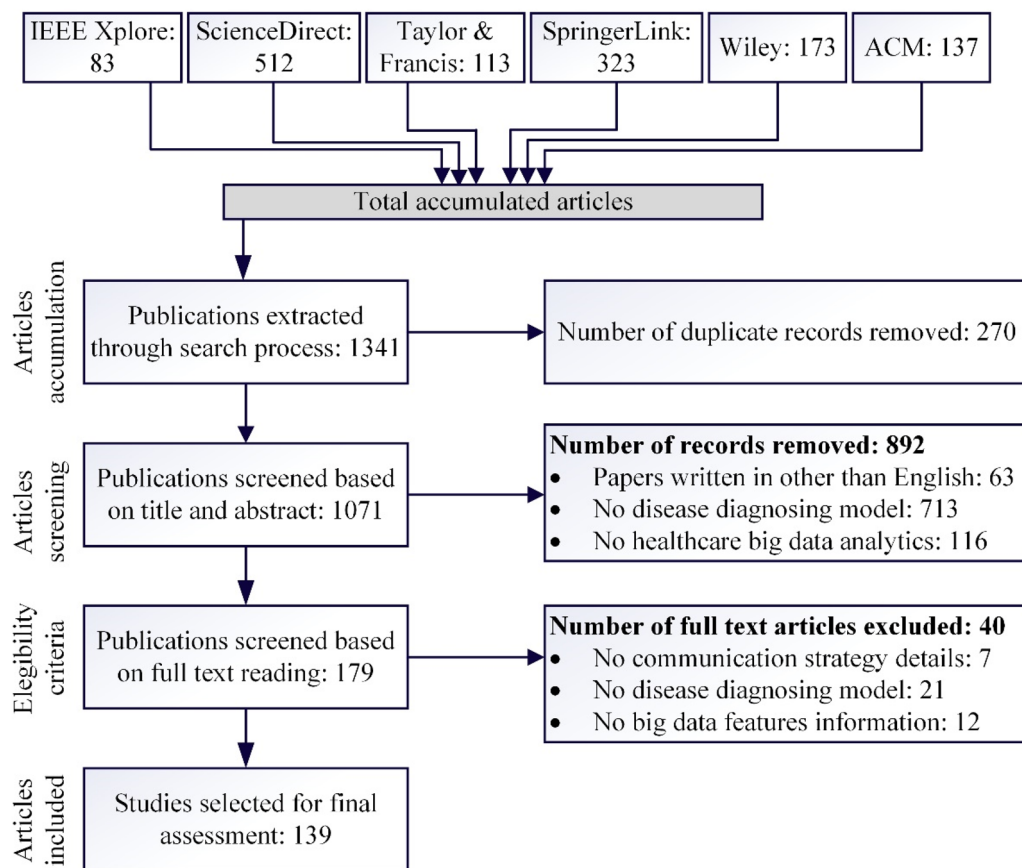 IEEE Xplore:
83
ScienceDirect:
512
Taylor &
Francis: 113
SpringerLink:
323
Wiley: 173
ACM: 137
Total accumulated articles
Articles
accumulation
Publications extracted
through search process: 1341
Number of duplicate records removed: 270
Articles
screening
Publications screened based
on title and abstract: 1071
Number of records removed: 892
• Papers written in other than English: 63
• No disease diagnosing model: 713
• No healthcare big data analytics: 116
Elegibility
criteria
Publications screened based
on full text reading: 179
Number of full text articles excluded: 40
• No communication strategy details: 7
• No disease diagnosing model: 21
• No big data features information: 12
Articles
included
Studies selected for final
assessment: 139